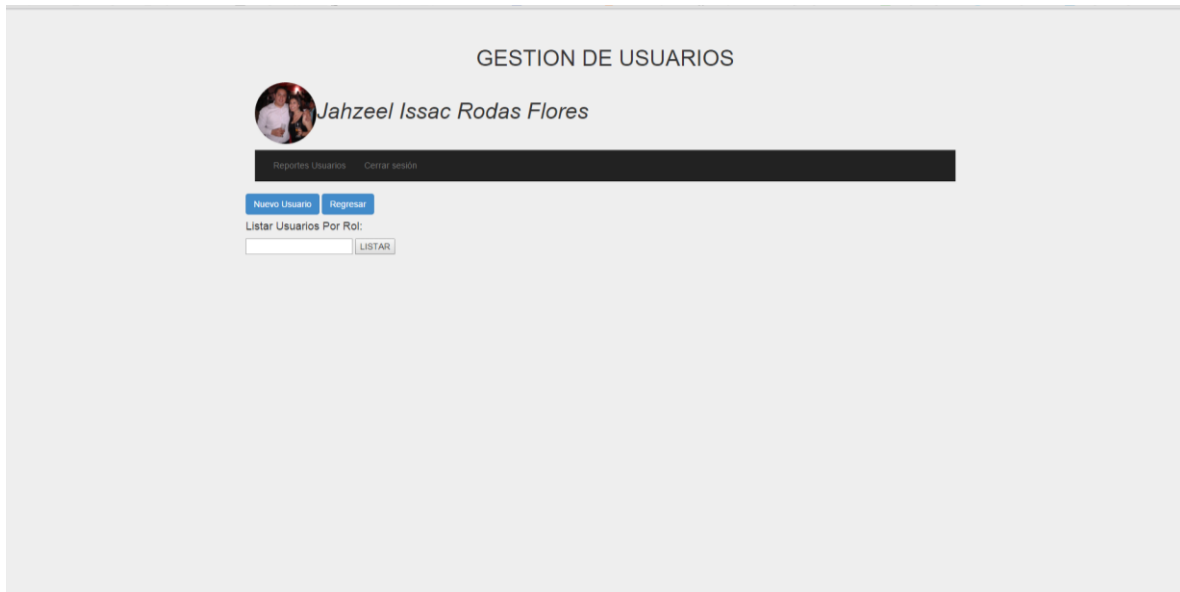 GESTION DE USUARIOS
Jahzeel Issac Rodas Flores
Reportes Usuarios Cerrar sesión
Nuevo Usuario Regresar
Listar Usuarios Por Rol:
LISTAR